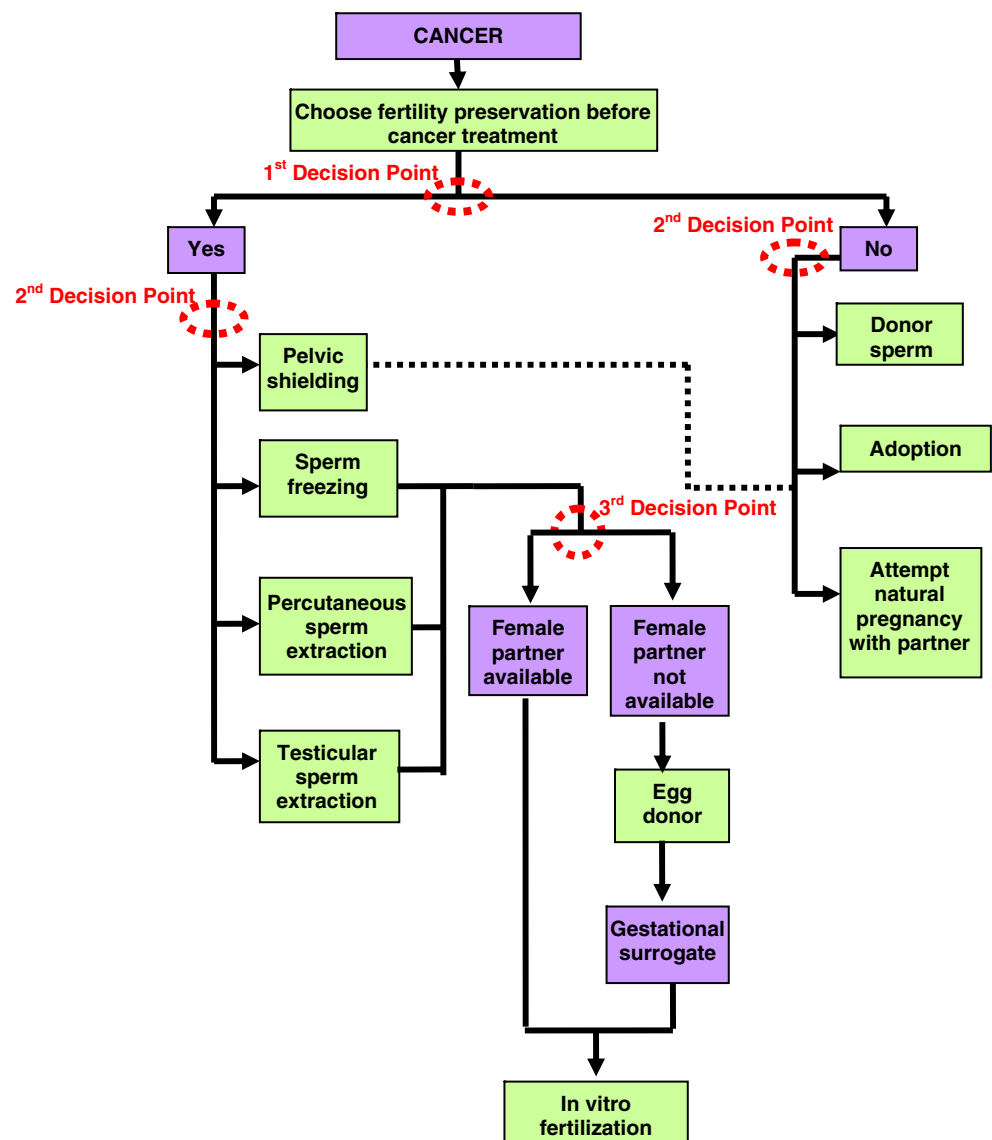 CANCER
Choose fertility preservation before
cancer treatment
1st Decision Point
2nd Decision Point
Yes
No
2nd Decision Point
Pelvic
shielding
Donor
sperm
Sperm
freezing
Adoption
3rd Decision Point
Percutaneous
sperm
extraction
Female
partner
available
Female
partner
not
available
Attempt
natural
pregnancy
with partner
Testicular
sperm
extraction
Egg
donor
Gestational
surrogate
In vitro
fertilization